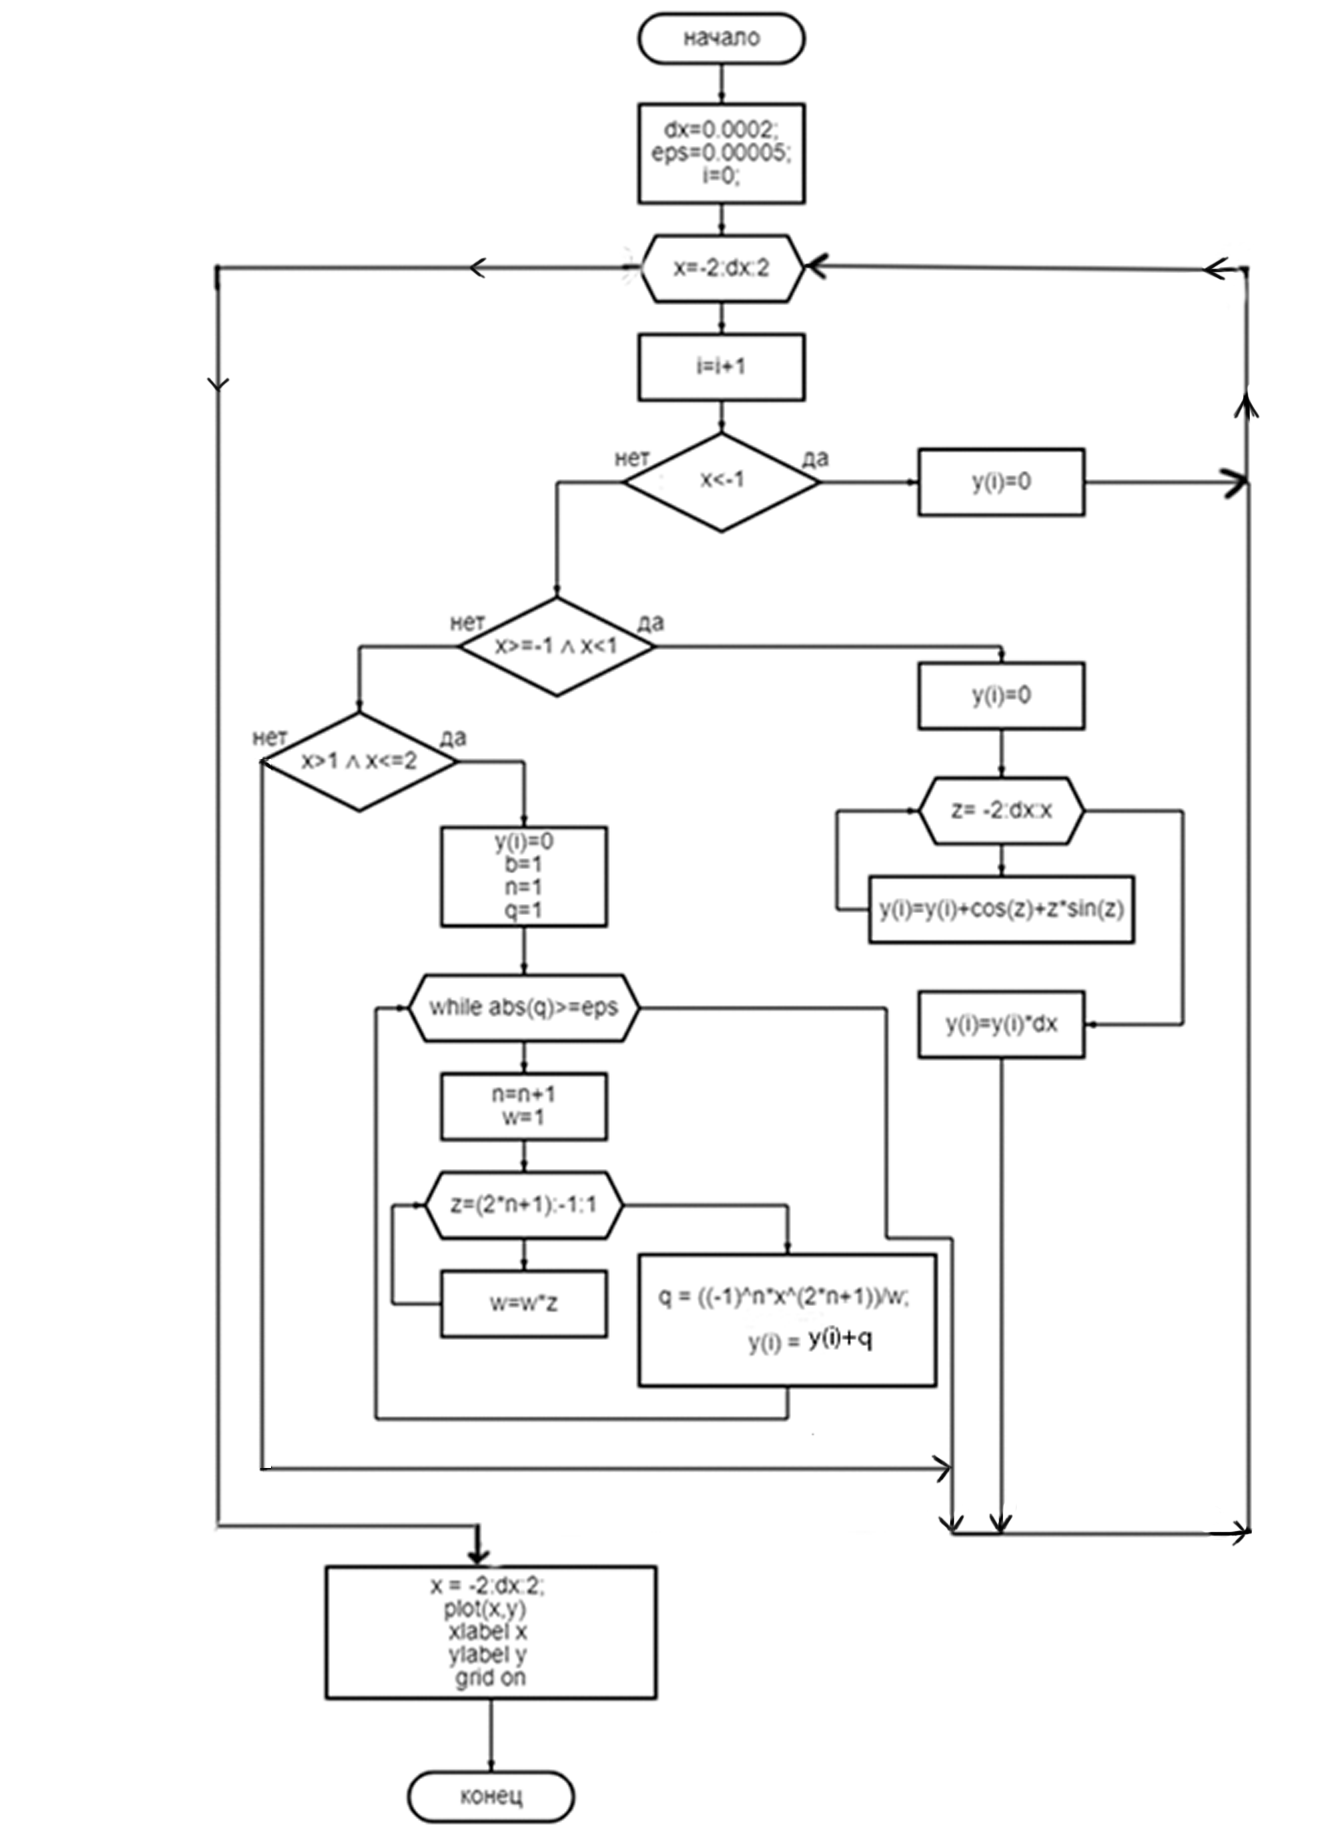 начало
dx=0.0002;
eps=0.00005;
i=0;
x=-2:dx:2
i=i+1
нет
да
x<-1
y(i)=0
нет
да
x>=-1 ∧ x<1
y(i)=0
нет
да
x>1 ∧ x<=2
z= -2:dx:x
y(i)=0
b=1
n=1
q=1
y(i)=y(i)+cos(z)+z*sin(z)
while abs(q)>=eps
y(i)=y(i)*dx
n=n+1
w=1
z=(2*n+1):-1:1
w=w*z
q = ((-1)^n*x^(2*n+1))/w;
y(i) = y(i)+q
x = -2:dx:2;
plot(x,y)
xlabel x
ylabel y
grid on
конец